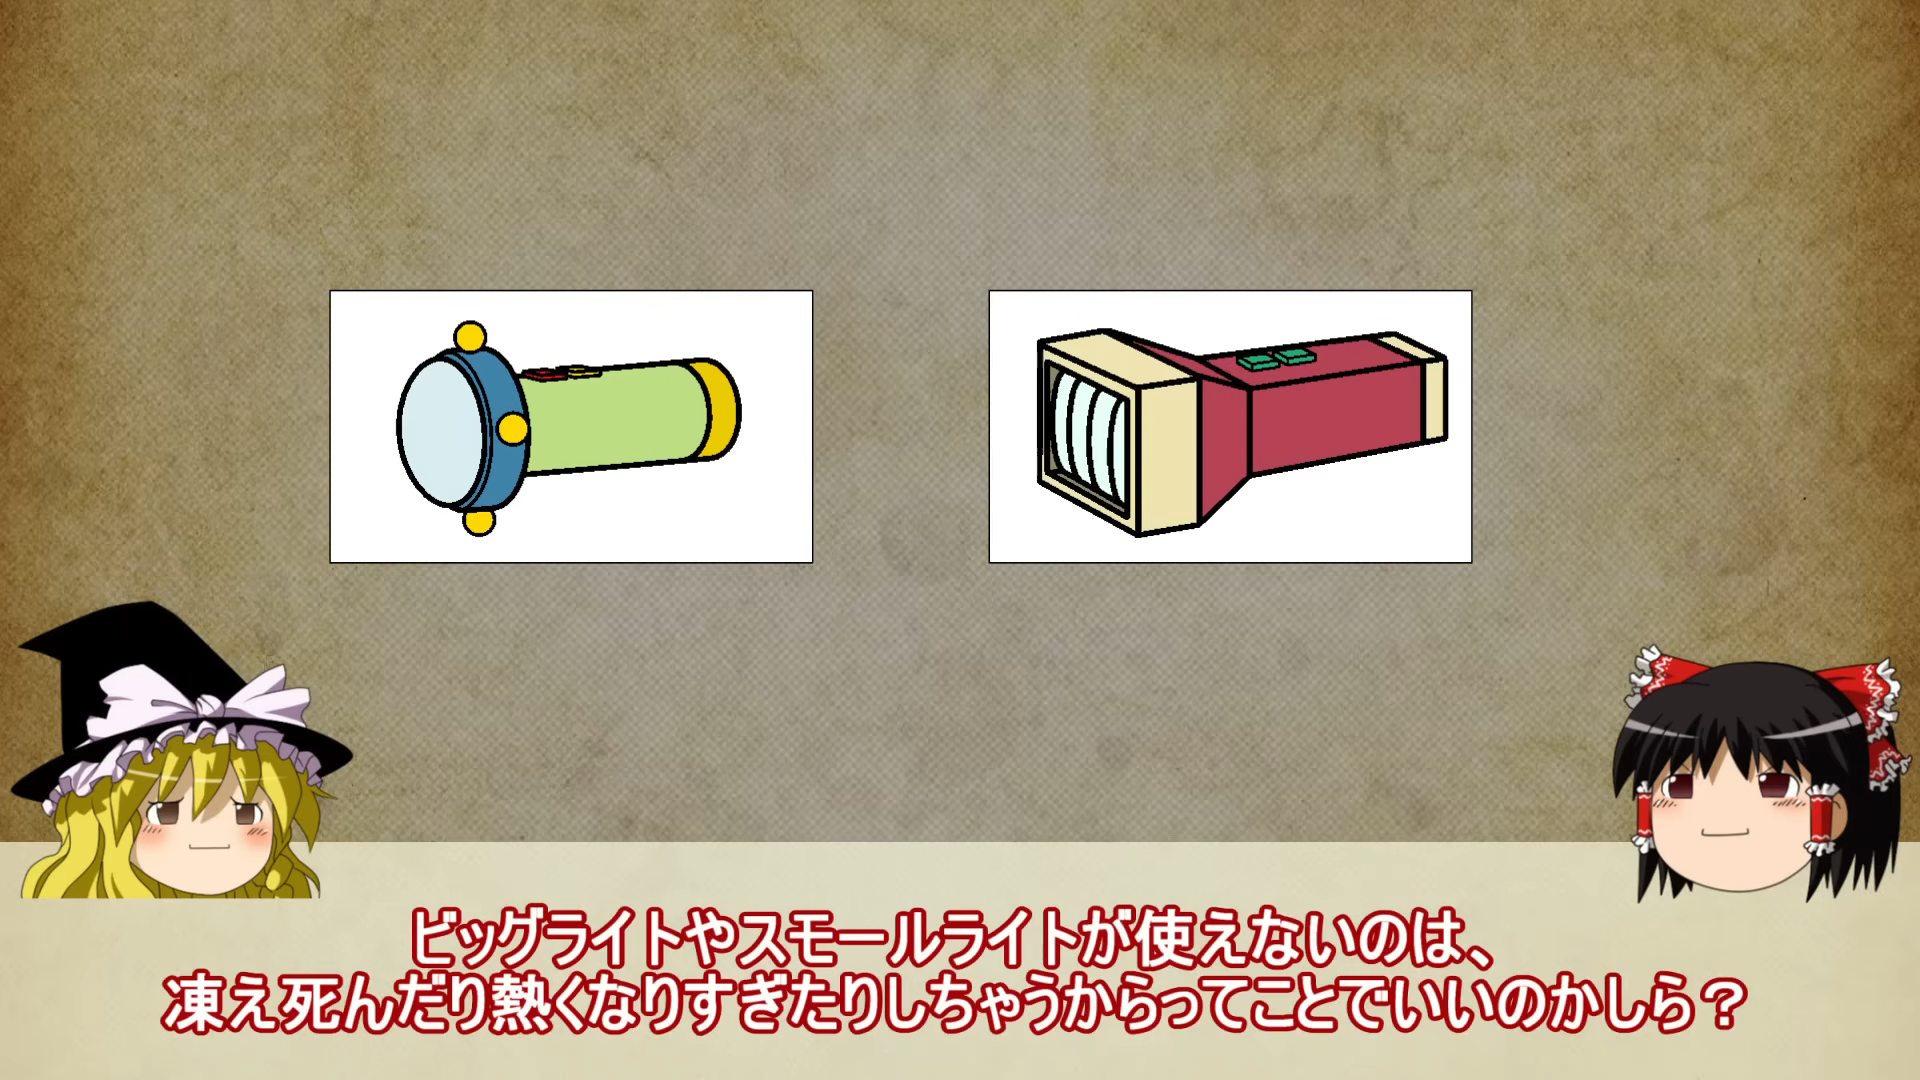 ビッグライトやスモールライトが使えないのは、
凍え死んだり熱くなりすぎたりしちゃうからってことでいいのかしら？